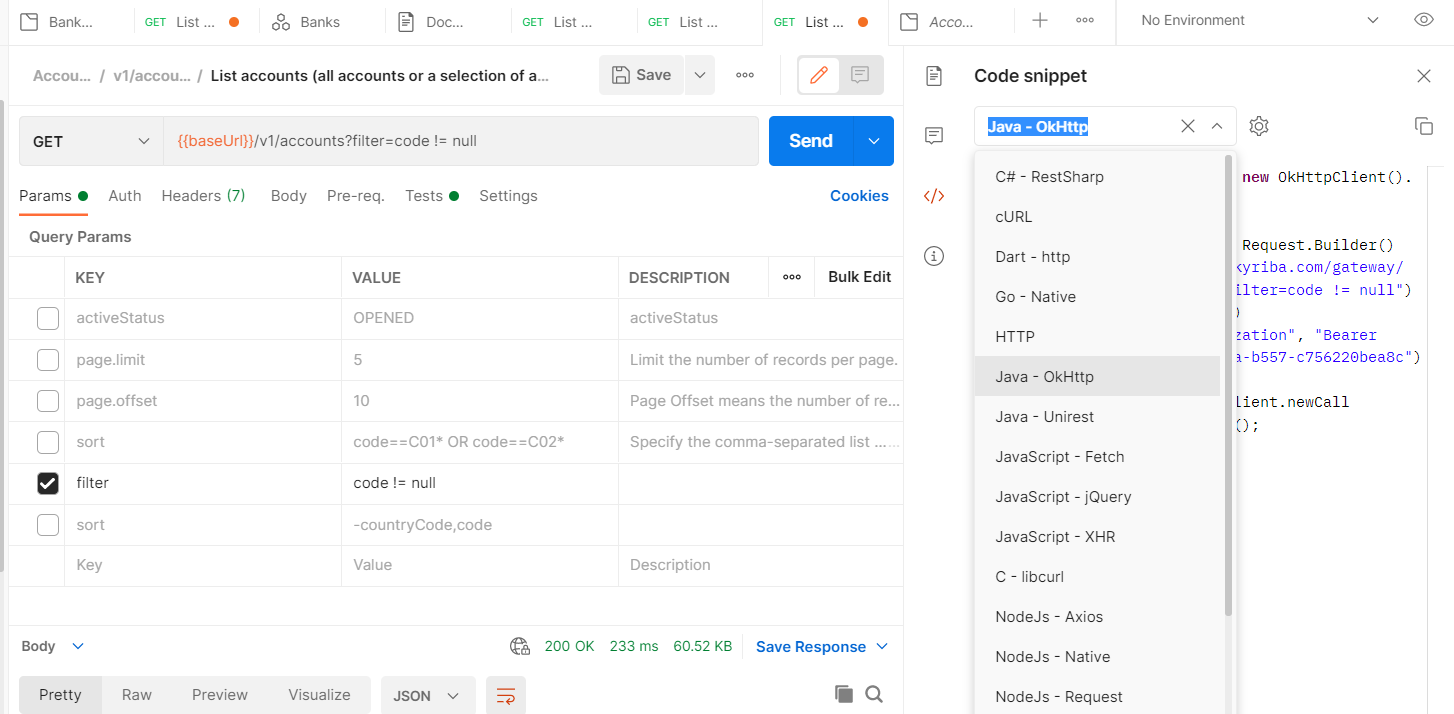 Bank...
GET List ...
Banks
Doc...
GET List ...
GET List ...
GET List ...
Acco...
No Environment
Accou... / v1/accou... / List accounts (all accounts or a selection of a...
Save
GET
{{baseUrl}}/v1/accounts?filter=code != null
Send
Params
Auth
Headers (7)
Body
Pre-req.
Tests
Settings
Cookies
Query Params
KEY VALUE DESCRIPTION ooo Bulk Edit
activeStatus OPENED activeStatus
page.limit 5 Limit the number of records per page.
page.offset 10 Page Offset means the number of re...
sort code==C01* OR code==C02* Specify the comma-separated list ...
filter code != null
sort -countryCode,code
Key Value Description
Body
200 OK 233 ms 60.52 KB Save Response
Pretty Raw Preview Visualize JSON
Code snippet
Java - OkHttp
C# - RestSharp
cURL
Dart - http
Go - Native
HTTP
Java - OkHttp
Java - Unirest
JavaScript - Fetch
JavaScript - jQuery
JavaScript - XHR
C - libcurl
NodeJs - Axios
NodeJs - Native
NodeJs - Request
new OkHttpClient().
Request.Builder()
kyriba.com/gateway/
ilter=code != null")
)
zation", "Bearer
a-b557-c756220bea8c")
lient.newCall
();